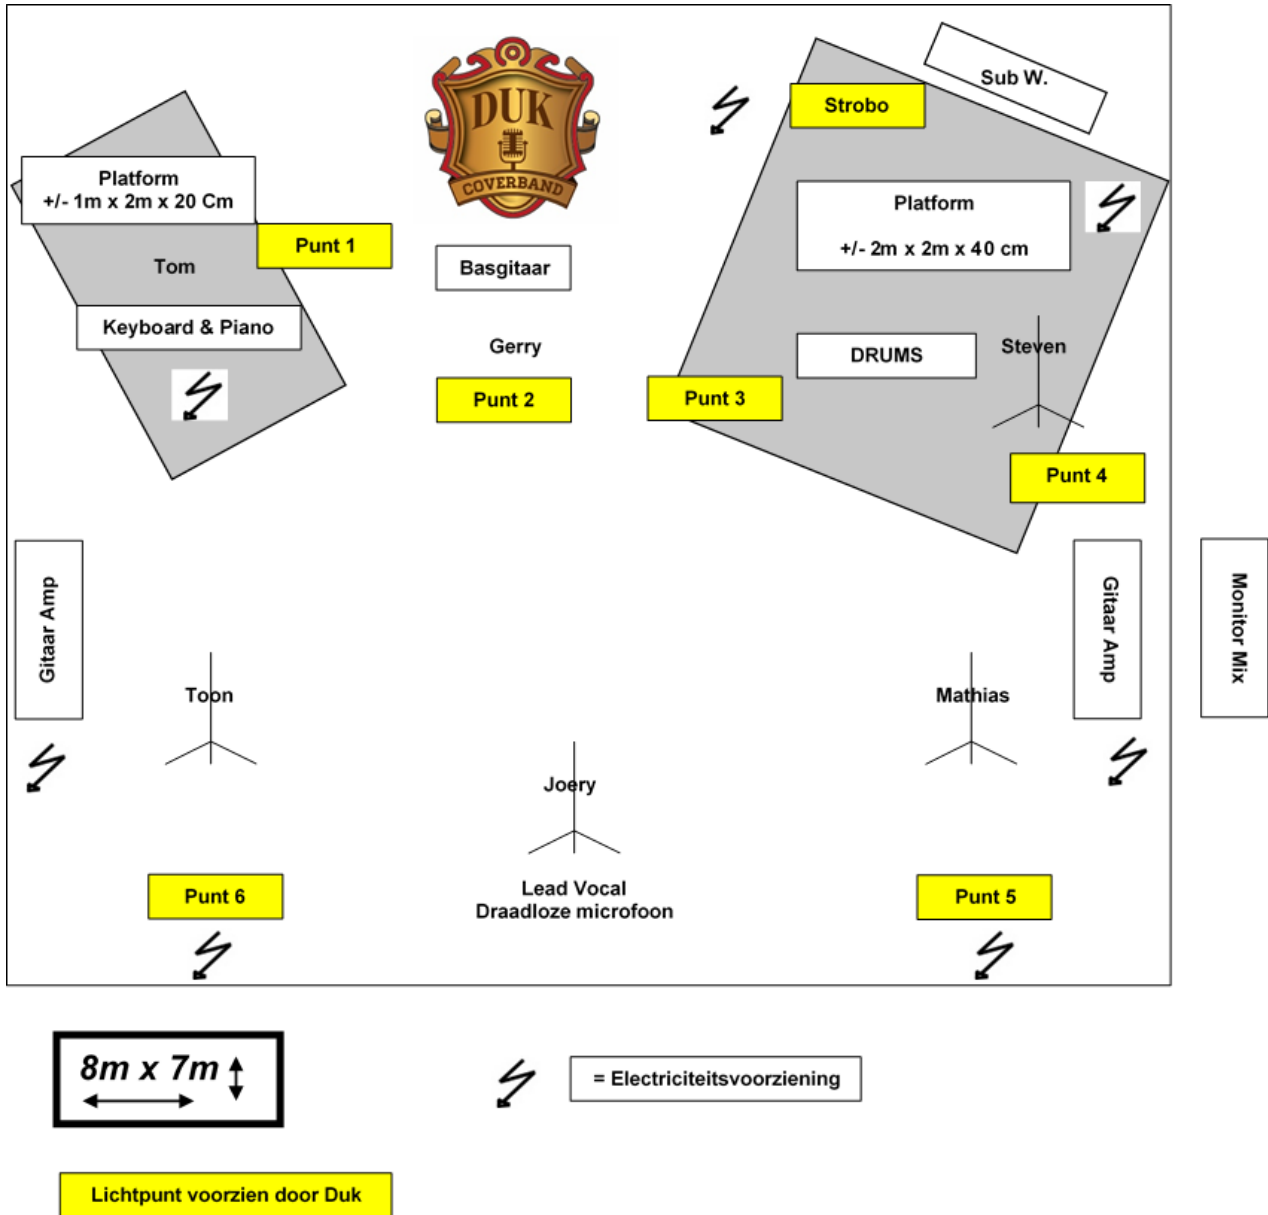 DUK
COVERBAND
Sub W.
Strobo
Platform
+/- 1m x 2m x 20 Cm
Platform
+/- 2m x 2m x 40 cm
Punt 1
Tom
Basgitaar
Keyboard & Piano
Gerry
DRUMS
Steven
Punt 2
Punt 3
Punt 4
Gitaar Amp
Gitaar Amp
Monitor Mix
Toon
Mathias
Joery
Lead Vocal
Draadloze microfoon
Punt 6
Punt 5
8m x 7m
= Electriciteitsvoorziening
Lichtpunt voorzien door Duk